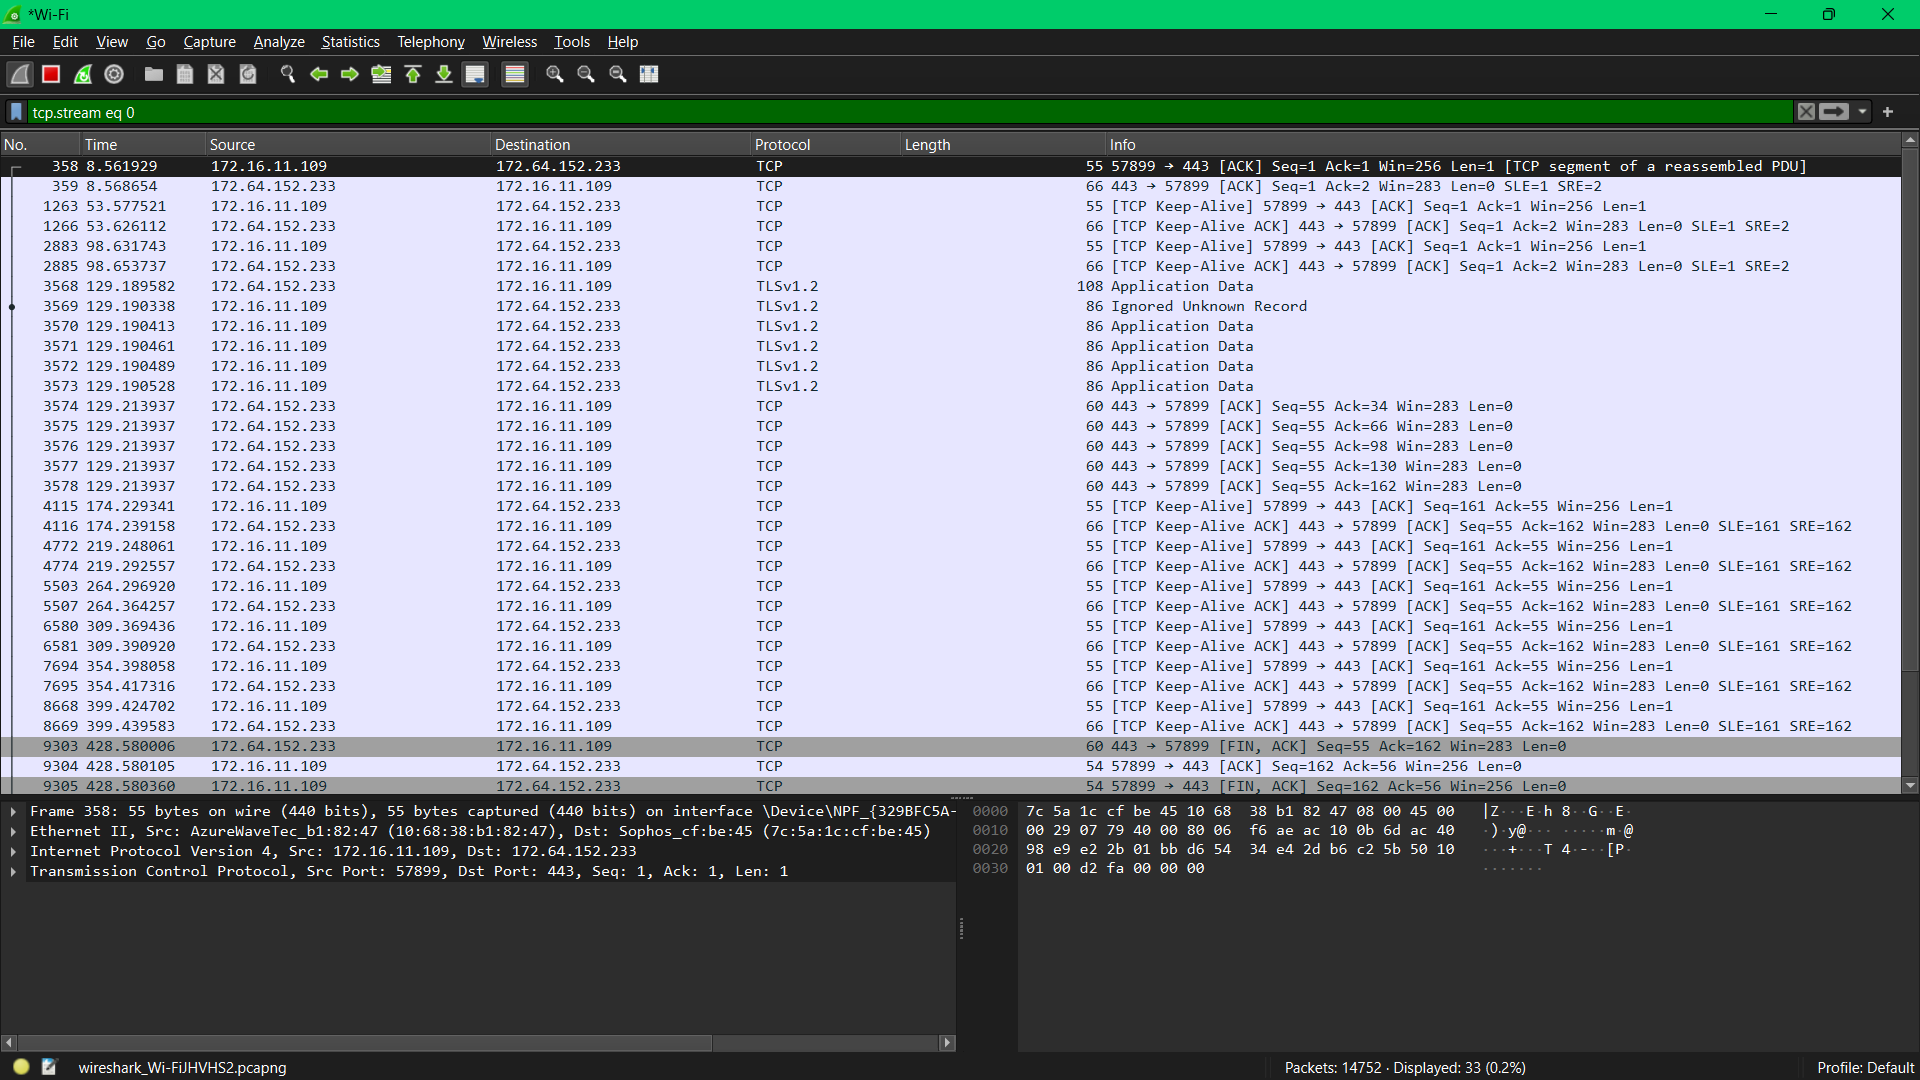 *Wi-Fi
File Edit View Go Capture Analyze Statistics Telephony Wireless Tools Help
tcp.stream eq 0
No. Time Source Destination Protocol Length Info
358 8.561929 172.16.11.109 172.64.152.233 TCP 55 57899 → 443 [ACK] Seq=1 Ack=1 Win=256 Len=1 [TCP segment of a reassembled PDU]
359 8.568654 172.64.152.233 172.16.11.109 TCP 66 443 → 57899 [ACK] Seq=1 Ack=2 Win=283 Len=0 SLE=1 SRE=2
1263 53.577521 172.16.11.109 172.64.152.233 TCP 55 [TCP Keep-Alive] 57899 → 443 [ACK] Seq=1 Ack=1 Win=256 Len=1
1266 53.626112 172.64.152.233 172.16.11.109 TCP 66 [TCP Keep-Alive ACK] 443 → 57899 [ACK] Seq=1 Ack=2 Win=283 Len=0 SLE=1 SRE=2
2883 98.631743 172.16.11.109 172.64.152.233 TCP 55 [TCP Keep-Alive] 57899 → 443 [ACK] Seq=1 Ack=1 Win=256 Len=1
2885 98.653737 172.64.152.233 172.16.11.109 TCP 66 [TCP Keep-Alive ACK] 443 → 57899 [ACK] Seq=1 Ack=2 Win=283 Len=0 SLE=1 SRE=2
3568 129.189582 172.64.152.233 172.16.11.109 TLSv1.2 108 Application Data
3569 129.190338 172.16.11.109 172.64.152.233 TLSv1.2 86 Ignored Unknown Record
3570 129.190413 172.16.11.109 172.64.152.233 TLSv1.2 86 Application Data
3571 129.190461 172.16.11.109 172.64.152.233 TLSv1.2 86 Application Data
3572 129.190489 172.16.11.109 172.64.152.233 TLSv1.2 86 Application Data
3573 129.190528 172.16.11.109 172.64.152.233 TLSv1.2 86 Application Data
3574 129.213937 172.64.152.233 172.16.11.109 TCP 60 443 → 57899 [ACK] Seq=55 Ack=34 Win=283 Len=0
3575 129.213937 172.64.152.233 172.16.11.109 TCP 60 443 → 57899 [ACK] Seq=55 Ack=66 Win=283 Len=0
3576 129.213937 172.64.152.233 172.16.11.109 TCP 60 443 → 57899 [ACK] Seq=55 Ack=98 Win=283 Len=0
3577 129.213937 172.64.152.233 172.16.11.109 TCP 60 443 → 57899 [ACK] Seq=55 Ack=130 Win=283 Len=0
3578 129.213937 172.64.152.233 172.16.11.109 TCP 60 443 → 57899 [ACK] Seq=55 Ack=162 Win=283 Len=0
4115 174.229341 172.16.11.109 172.64.152.233 TCP 55 [TCP Keep-Alive] 57899 → 443 [ACK] Seq=161 Ack=55 Win=256 Len=1
4116 174.239158 172.64.152.233 172.16.11.109 TCP 66 [TCP Keep-Alive ACK] 443 → 57899 [ACK] Seq=55 Ack=162 Win=283 Len=0 SLE=161 SRE=162
4772 219.248061 172.16.11.109 172.64.152.233 TCP 55 [TCP Keep-Alive] 57899 → 443 [ACK] Seq=161 Ack=55 Win=256 Len=1
4774 219.292557 172.64.152.233 172.16.11.109 TCP 66 [TCP Keep-Alive ACK] 443 → 57899 [ACK] Seq=55 Ack=162 Win=283 Len=0 SLE=161 SRE=162
5503 264.296920 172.16.11.109 172.64.152.233 TCP 55 [TCP Keep-Alive] 57899 → 443 [ACK] Seq=161 Ack=55 Win=256 Len=1
5507 264.364257 172.64.152.233 172.16.11.109 TCP 66 [TCP Keep-Alive ACK] 443 → 57899 [ACK] Seq=55 Ack=162 Win=283 Len=0 SLE=161 SRE=162
6580 309.369436 172.16.11.109 172.64.152.233 TCP 55 [TCP Keep-Alive] 57899 → 443 [ACK] Seq=161 Ack=55 Win=256 Len=1
6581 309.390920 172.64.152.233 172.16.11.109 TCP 66 [TCP Keep-Alive ACK] 443 → 57899 [ACK] Seq=55 Ack=162 Win=283 Len=0 SLE=161 SRE=162
7694 354.398058 172.16.11.109 172.64.152.233 TCP 55 [TCP Keep-Alive] 57899 → 443 [ACK] Seq=161 Ack=55 Win=256 Len=1
7695 354.417316 172.64.152.233 172.16.11.109 TCP 66 [TCP Keep-Alive ACK] 443 → 57899 [ACK] Seq=55 Ack=162 Win=283 Len=0 SLE=161 SRE=162
8668 399.424702 172.16.11.109 172.64.152.233 TCP 55 [TCP Keep-Alive] 57899 → 443 [ACK] Seq=161 Ack=55 Win=256 Len=1
8669 399.439583 172.64.152.233 172.16.11.109 TCP 66 [TCP Keep-Alive ACK] 443 → 57899 [ACK] Seq=55 Ack=162 Win=283 Len=0 SLE=161 SRE=162
9303 428.580006 172.64.152.233 172.16.11.109 TCP 60 443 → 57899 [FIN, ACK] Seq=55 Ack=162 Win=283 Len=0
9304 428.580105 172.16.11.109 172.64.152.233 TCP 54 57899 → 443 [ACK] Seq=162 Ack=56 Win=256 Len=0
9305 428.580360 172.16.11.109 172.64.152.233 TCP 54 57899 → 443 [FIN, ACK] Seq=162 Ack=56 Win=256 Len=0
Frame 358: 55 bytes on wire (440 bits), 55 bytes captured (440 bits) on interface \Device\NPF_{329BFC5A-
Ethernet II, Src: AzureWaveTec_b1:82:47 (10:68:38:b1:82:47), Dst: Sophos_cf:be:45 (7c:5a:1c:cf:be:45)
Internet Protocol Version 4, Src: 172.16.11.109, Dst: 172.64.152.233
Transmission Control Protocol, Src Port: 57899, Dst Port: 443, Seq: 1, Ack: 1, Len: 1
0000 7c 5a 1c cf be 45 10 68 38 b1 82 47 08 00 45 00 |Z···E·h 8··G··E·
0010 00 29 07 79 40 00 80 06 f6 ae ac 10 0b 6d ac 40 ·)·y@··· ·····m·@
0020 98 e9 e2 2b 01 bb d6 54 34 e4 2d b6 c2 5b 50 10 ···+···T 4·-··[P·
0030 01 00 d2 fa 00 00 00 ·······
wireshark_Wi-FiJHVHS2.pcapng
Packets: 14752 · Displayed: 33 (0.2%)
Profile: Default